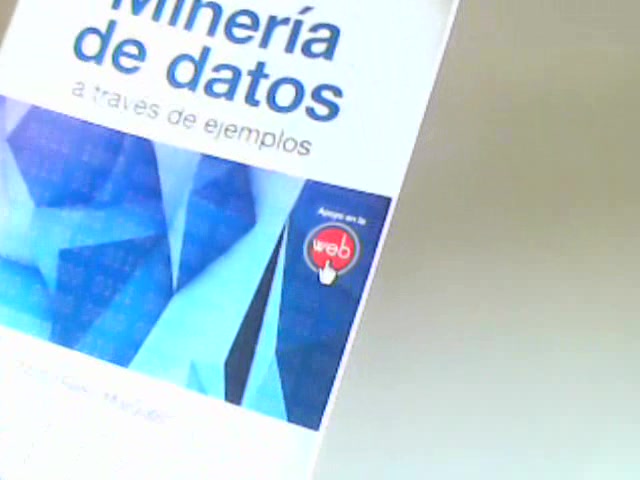 Minería
de datos
a través de ejemplos
Apoyo en la
web